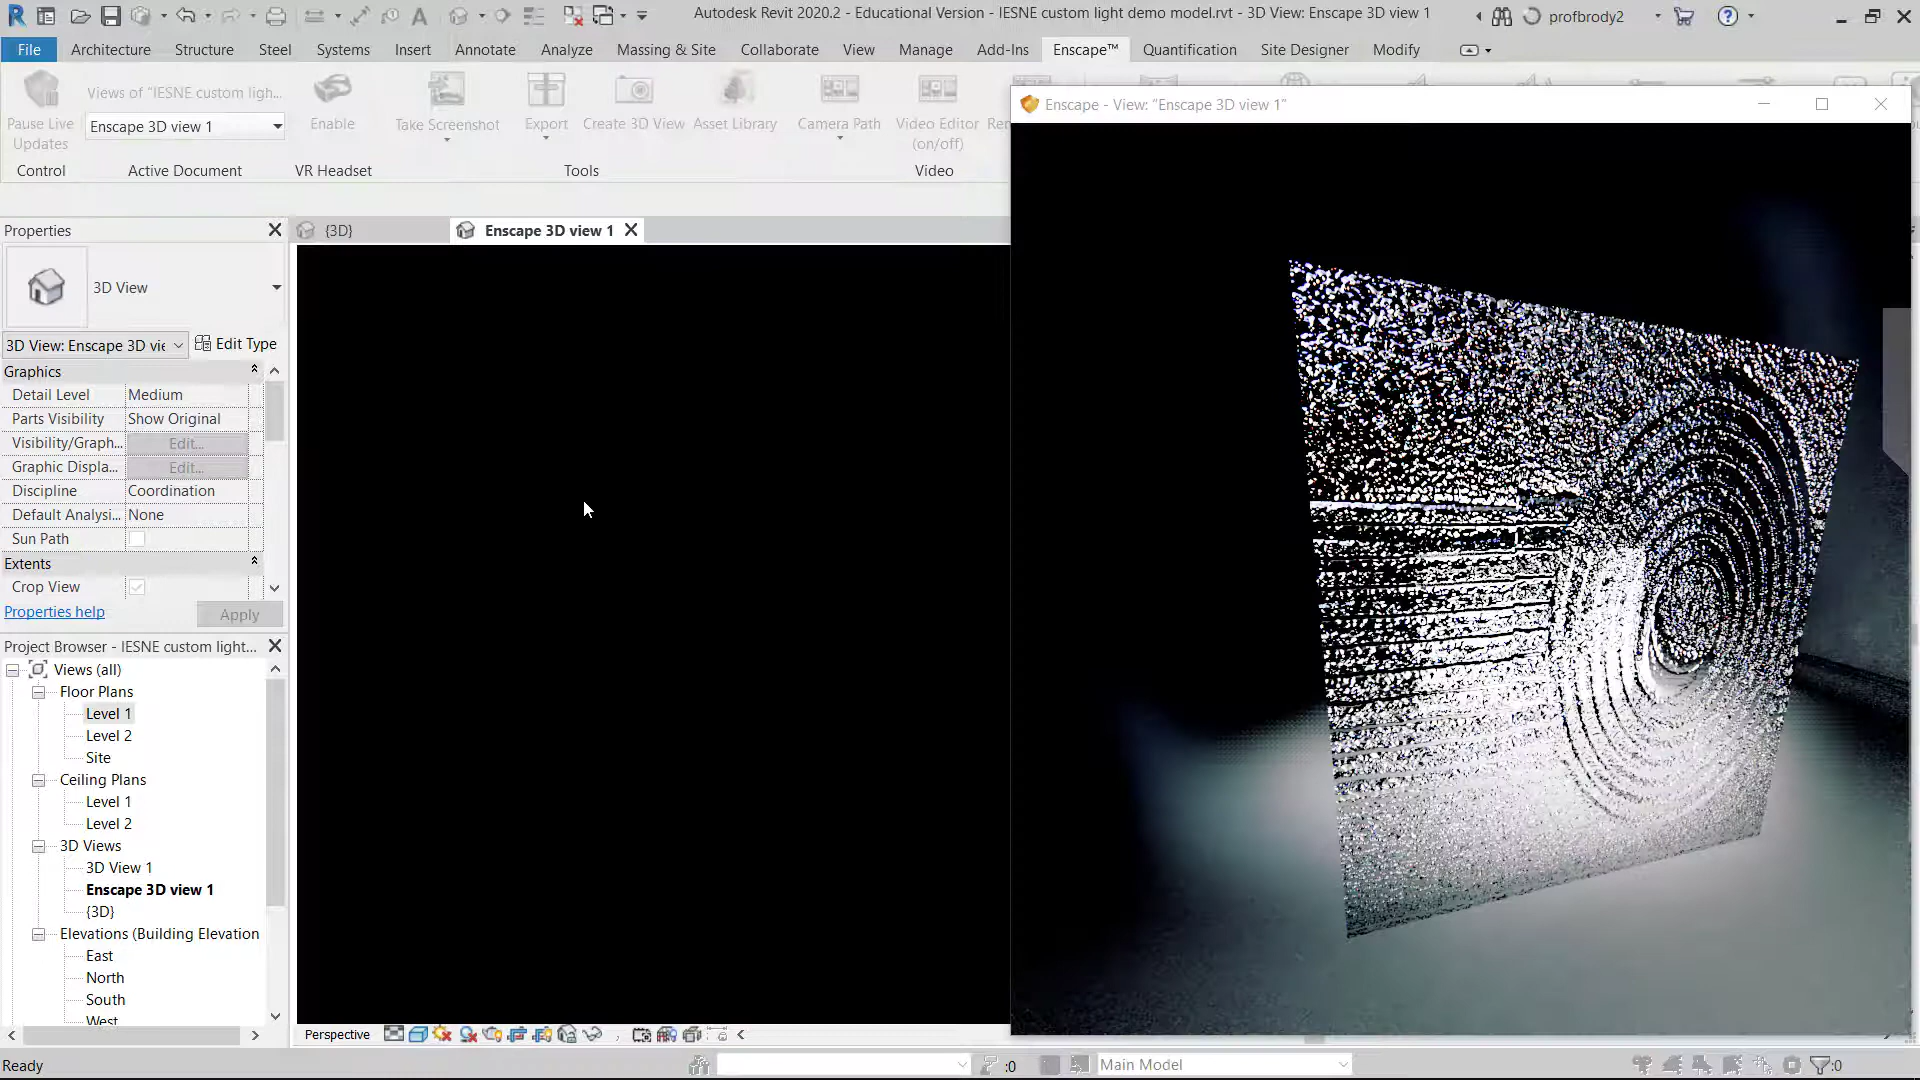 Autodesk Revit 2020.2 - Educational Version - IESNE custom light demo model.rvt - 3D View: Enscape 3D view 1
profbrody2
File Architecture Structure Steel Systems Insert Annotate Analyze Massing & Site Collaborate View Manage Add-Ins Enscape™ Quantification Site Designer Modify
Pause Live Updates
Views of "IESNE custom ligh...
Enscape 3D view 1
Enable
Take Screenshot
Export
Create 3D View
Asset Library
Camera Path
Video Editor
(on/off)
Control
Active Document
VR Headset
Tools
Video
Enscape - View: "Enscape 3D view 1"
Properties
{3D}
Enscape 3D view 1
3D View
3D View: Enscape 3D vie
Edit Type
Graphics
Detail Level Medium
Parts Visibility Show Original
Visibility/Graph... Edit...
Graphic Displa... Edit...
Discipline Coordination
Default Analysi... None
Sun Path
Extents
Crop View
Properties help
Apply
Project Browser - IESNE custom light...
Views (all)
Floor Plans
Level 1
Level 2
Site
Ceiling Plans
Level 1
Level 2
3D Views
3D View 1
Enscape 3D view 1
{3D}
Elevations (Building Elevation
East
North
South
West
Perspective
Ready
:0
Main Model
:0